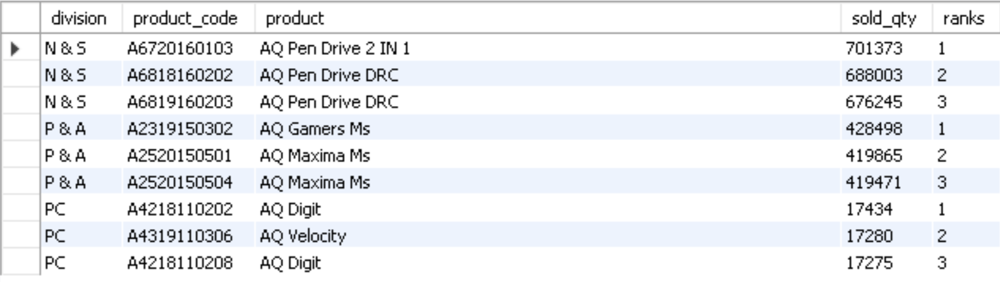 division product_code product sold_qty ranks
N & S A6720160103 AQ Pen Drive 2 IN 1 701373 1
N & S A6818160202 AQ Pen Drive DRC 688003 2
N & S A6819160203 AQ Pen Drive DRC 676245 3
P & A A2319150302 AQ Gamers Ms 428498 1
P & A A2520150501 AQ Maxima Ms 419865 2
P & A A2520150504 AQ Maxima Ms 419471 3
PC A4218110202 AQ Digit 17434 1
PC A4319110306 AQ Velocity 17280 2
PC A4218110208 AQ Digit 17275 3